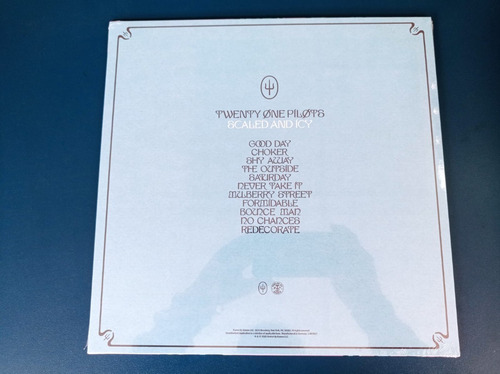 TWENTY ØNE PILØTS
SCALED AND ICY
GOOD DAY
CHOKER
SHY AWAY
THE OUTSIDE
SATURDAY
NEVER TAKE IT
MULBERRY STREET
FORMIDABLE
BOUNCE MAN
NO CHANCES
REDECORATE